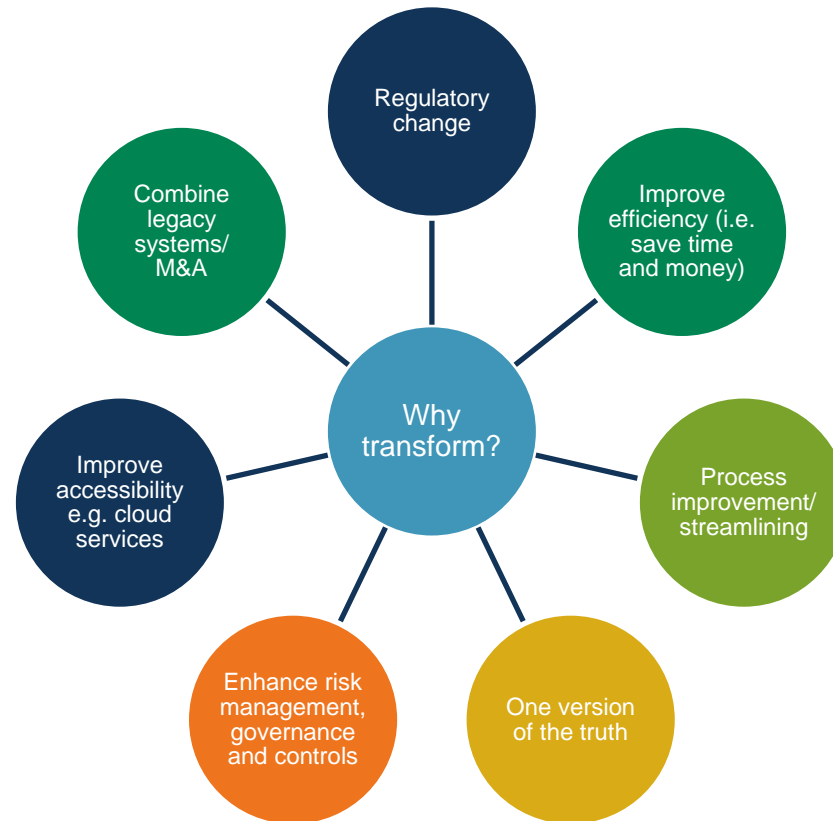 Regulatory
change
Combine
legacy
systems/
M&A
Improve
efficiency (i.e.
save time
and money)
Why
transform?
Improve
accessibility
e.g. cloud
services
Process
improvement/
streamlining
Enhance risk
management,
governance
and controls
One version
of the truth